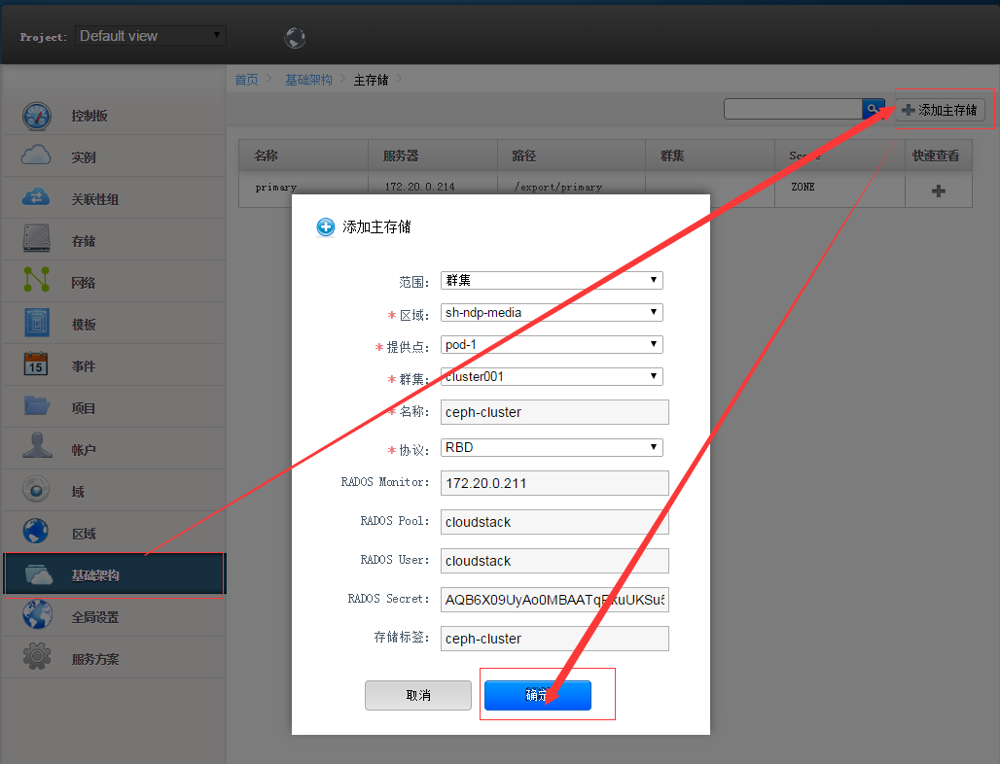 Project: Default view
首页 基础架构 主存储
添加主存储
控制板
实例
关联性组
存储
网络
模板
15
事件
项目
帐户
域
区域
基础架构
全局设置
服务方案
名称 服务器 路径 群集 快速查看
primary 172.20.0.214 /export/primary ZONE
添加主存储
范围: 群集
*区域: sh-ndp-media
*提供点: pod-1
*群集: cluster001
*名称: ceph-cluster
*协议: RBD
RADOS Monitor: 172.20.0.211
RADOS Pool: cloudstack
RADOS User: cloudstack
RADOS Secret:
存储标签: ceph-cluster
取消 确定